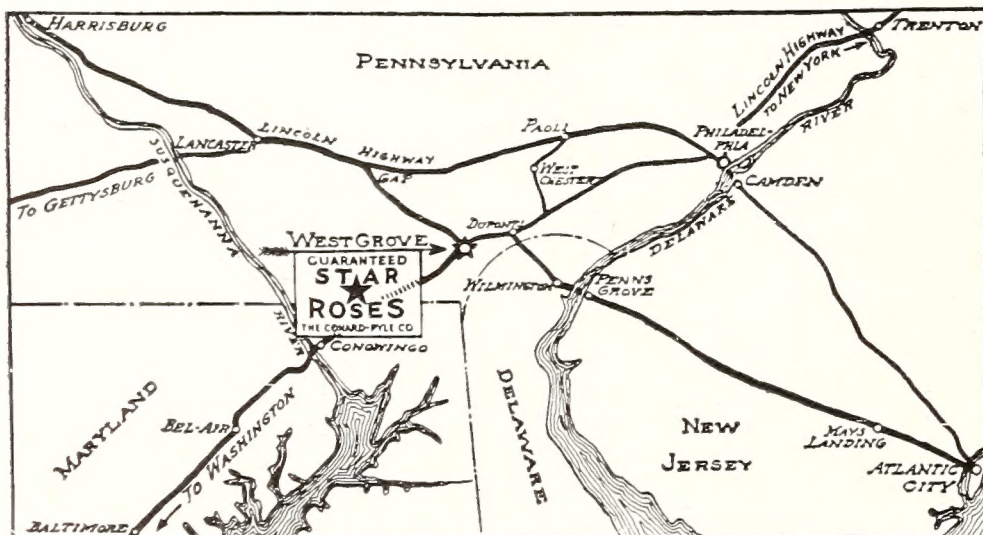 HARRISBURG
PENNSYLVANIA
TRENTON
LINCOLN HIGHWAY
TO NEW YORK
RIVER
LANCASTER
LINCOLN
HIGHWAY
GAP
PAOLI
PHILADEL-
PHIA
WEST
CHESTER
CAMDEN
TO GETTYSBURG
SUSQUEHANNA
RIVER
DUPONT
DELAWARE
WEST GROVE
GUARANTEED
STAR
ROSES
THE CONARD-PYLE CO
WILMINGTON
PENNS
GROVE
CONOWINGO
MARYLAND
BEL-AIR
TO WASHINGTON
BALTIMORE
DELAWARE
NEW
JERSEY
MAYS
LANDING
ATLANTIC
CITY